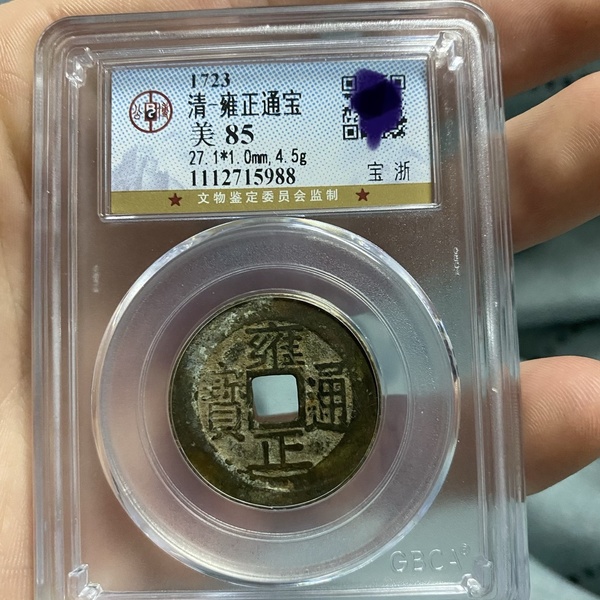 1723
清-雍正通宝
美 85
27.1*1.0mm,4.5g
1112715988
宝 浙
★ 文物鉴定委员会监制 ★
雍正通寶
GBCA